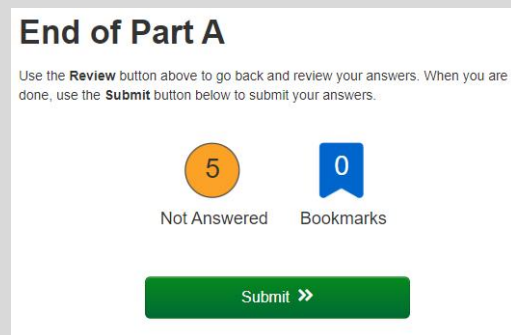 End of Part A
Use the Review button above to go back and review your answers. When you are
done, use the Submit button below to submit your answers.
5
0
Not Answered
Bookmarks
Submit »